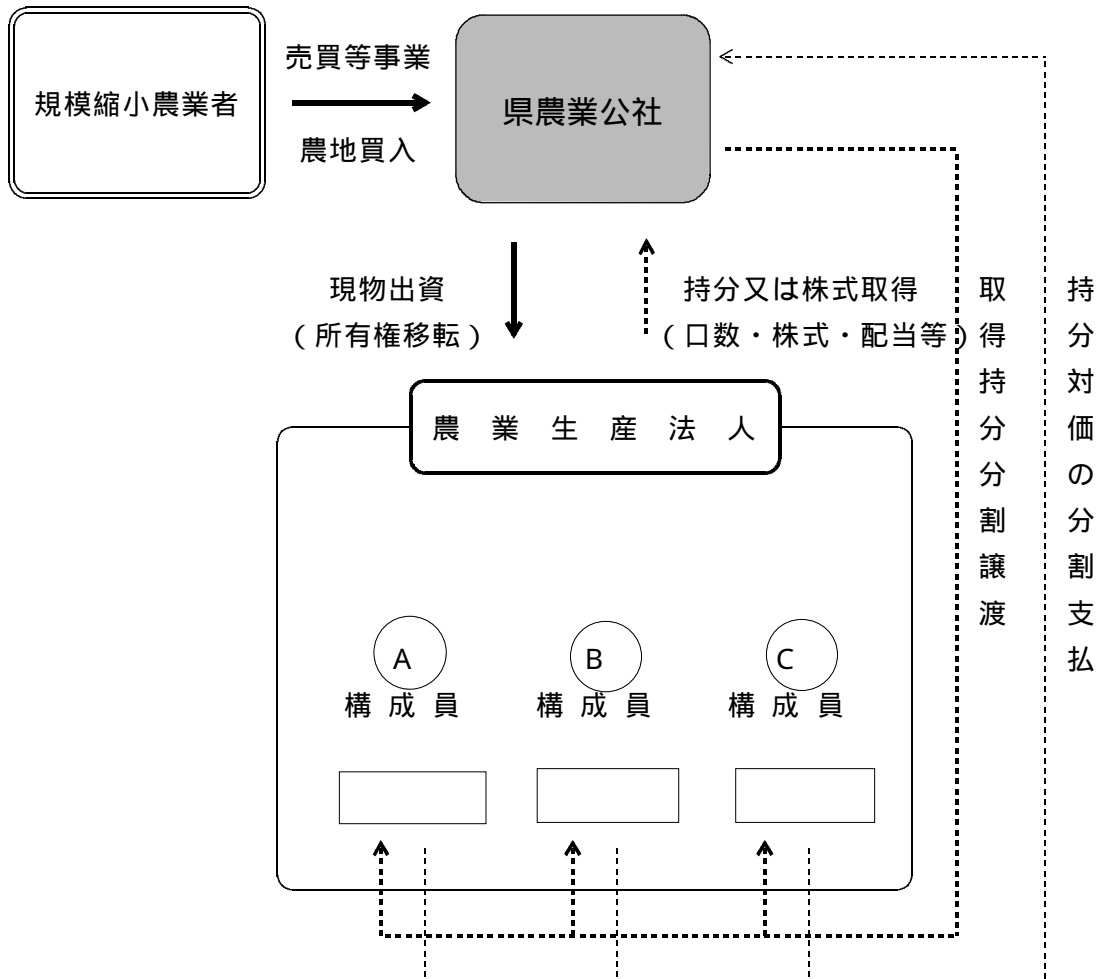 売買等事業
規模縮小農業者
県農業公社
農地買入
現物出資
(所有権移転)
持分又は株式取得
(口数・株式・配当等)
取得持分分割譲渡
持分対価の分割支払
農業生産法人
A
構成員
B
構成員
C
構成員